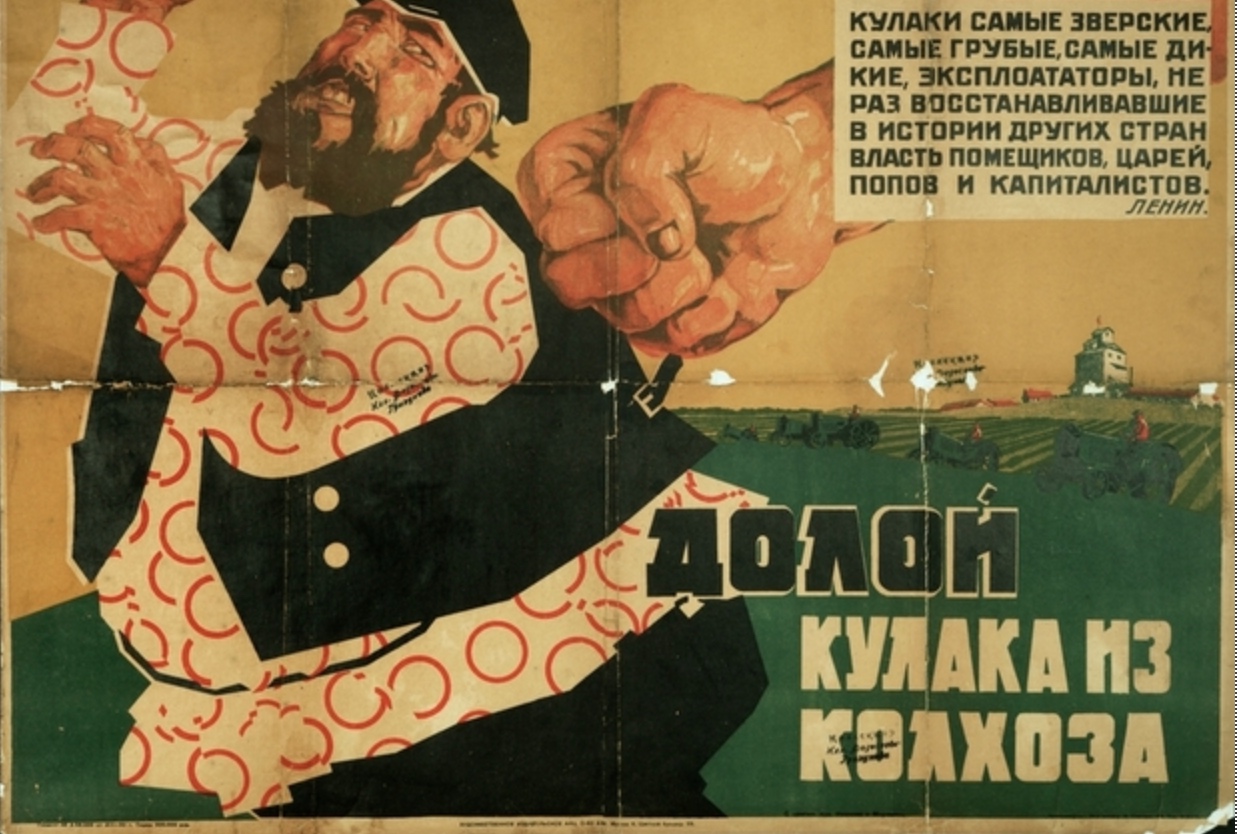 КУЛАКИ САМЫЕ ЗВЕРСКИЕ,
САМЫЕ ГРУБЫЕ, САМЫЕ ДИ-
КИЕ, ЭКСПЛОАТАТОРЫ, НЕ
РАЗ ВОССТАНАВЛИВАВШИЕ
В ИСТОРИИ ДРУГИХ СТРАН
ВЛАСТЬ ПОМЕЩИКОВ, ЦАРЕЙ,
ПОПОВ И КАПИТАЛИСТОВ.
ЛЕНИН.
ДОЛОЙ
КУЛАКА ИЗ
КОЛХОЗА